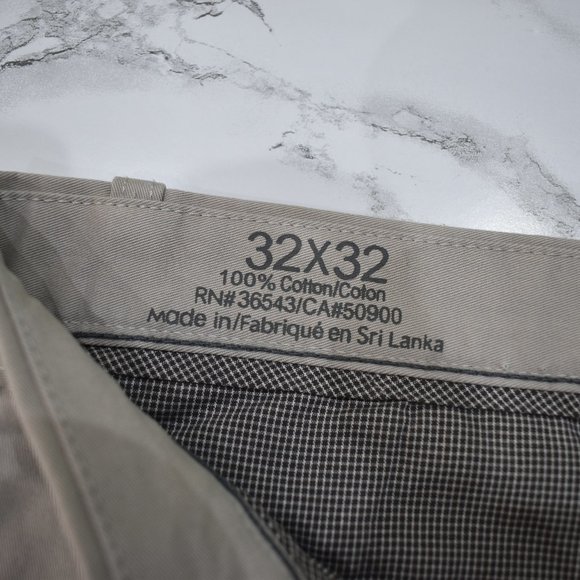 32X32
100% Cotton/Coton
RN#36543/CA#50900
Made in/Fabriqué en Sri Lanka